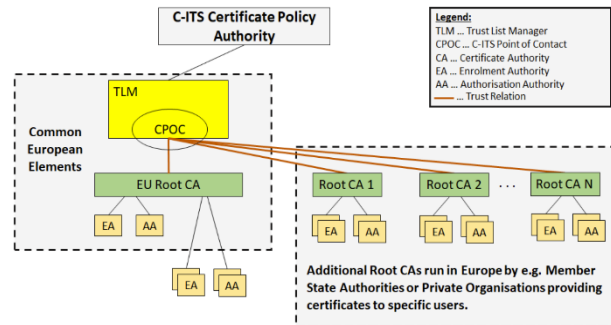 C-ITS Certificate Policy
Authority
Legend:
TLM ... Trust List Manager
CPOC ... C-ITS Point of Contact
CA ... Certificate Authority
EA ... Enrolment Authority
AA ... Authorisation Authority
... Trust Relation
TLM
CPOC
Common
European
Elements
EU Root CA
Root CA 1
Root CA 2
. . .
Root CA N
EA
AA
EA
AA
EA
AA
EA
AA
EA
AA
Additional Root CAs run in Europe by e.g. Member
State Authorities or Private Organisations providing
certificates to specific users.